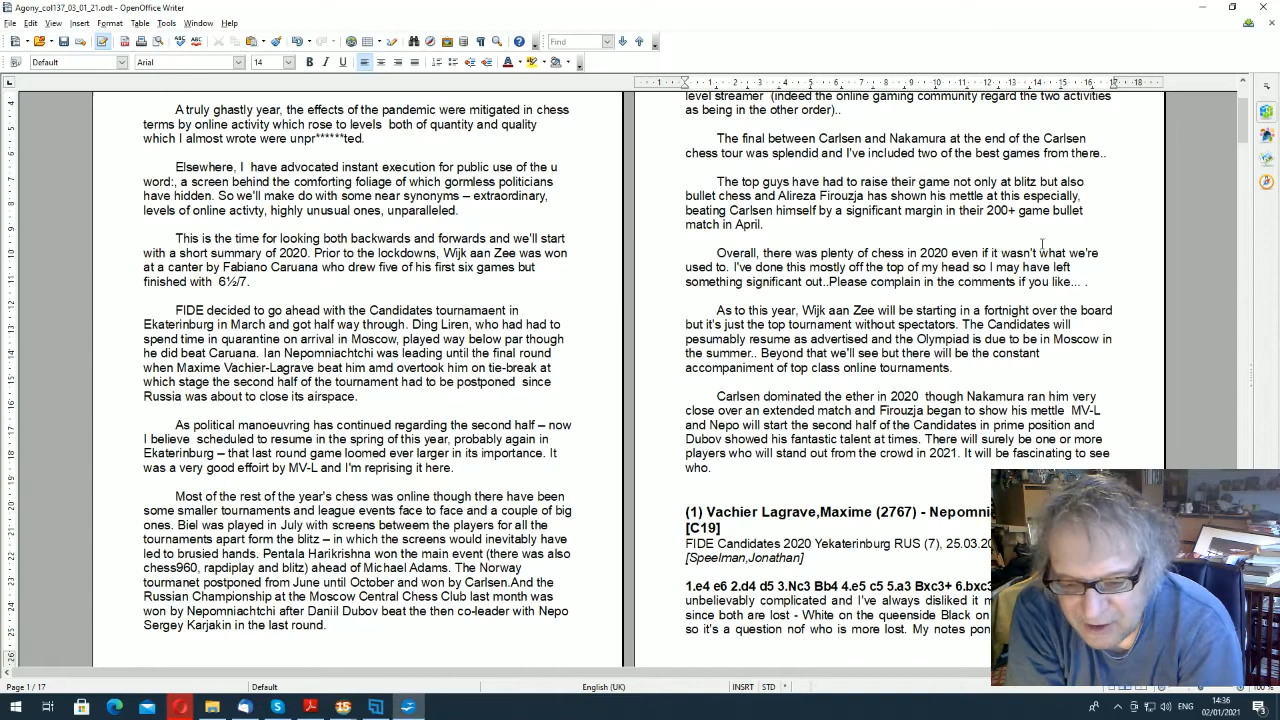 Agony_col137_03_01_21.odt - OpenOffice Writer
File Edit View Insert Format Table Tools Window Help
Find
Default Arial 14 B I U
A truly ghastly year, the effects of the pandemic were mitigated in chess
terms by online activity which rose to levels both of quantity and quality
which I almost wrote were unpr******ted.
Elsewhere, I have advocated instant execution for public use of the u
word:, a screen behind the comforting foliage of which gormless politicians
have hidden. So we'll make do with some near synonyms – extraordinary,
levels of online activity, highly unusual ones, unparalleled.
This is the time for looking both backwards and forwards and we'll start
with a short summary of 2020. Prior to the lockdowns, Wijk aan Zee was won
at a canter by Fabiano Caruana who drew five of his first six games but
finished with 6½/7.
FIDE decided to go ahead with the Candidates tournamaent in
Ekaterinburg in March and got half way through. Ding Liren, who had had to
spend time in quarantine on arrival in Moscow, played way below par though
he did beat Caruana. Ian Nepomniachtchi was leading until the final round
when Maxime Vachier-Lagrave beat him amd overtook him on tie-break at
which stage the second half of the tournament had to be postponed since
Russia was about to close its airspace.
As political manoeuvring has continued regarding the second half – now
I believe scheduled to resume in the spring of this year, probably again in
Ekaterinburg – that last round game loomed ever larger in its importance. It
was a very good effoirt by MV-L and I'm reprising it here.
Most of the rest of the year's chess was online though there have been
some smaller tournaments and league events face to face and a couple of big
ones. Biel was played in July with screens betweem the players for all the
tournaments apart form the blitz – in which the screens would inevitably have
led to brusied hands. Pentala Harikrishna won the main event (there was also
chess960, rapdiplay and blitz) ahead of Michael Adams. The Norway
tourmanet postponed from June until October and won by Carlsen.And the
Russian Championship at the Moscow Central Chess Club last month was
won by Nepomniachtchi after Daniil Dubov beat the then co-leader with Nepo
Sergey Karjakin in the last round.
level streamer (indeed the online gaming community regard the two activities
as being in the other order)..
The final between Carlsen and Nakamura at the end of the Carlsen
chess tour was splendid and I've included two of the best games from there..
The top guys have had to raise their game not only at blitz but also
bullet chess and Alireza Firouzja has shown his mettle at this especially,
beating Carlsen himself by a significant margin in their 200+ game bullet
match in April.
Overall, there was plenty of chess in 2020 even if it wasn't what we're
used to. I've done this mostly off the top of my head so I may have left
something significant out..Please complain in the comments if you like... .
As to this year, Wijk aan Zee will be starting in a fortnight over the board
but it's just the top tournament without spectators. The Candidates will
pesumably resume as advertised and the Olympiad is due to be in Moscow in
the summer.. Beyond that we'll see but there will be the constant
accompaniment of top class online tournaments.
Carlsen dominated the ether in 2020 though Nakamura ran him very
close over an extended match and Firouzja began to show his mettle MV-L
and Nepo will start the second half of the Candidates in prime position and
Dubov showed his fantastic talent at times. There will surely be one or more
players who will stand out from the crowd in 2021. It will be fascinating to see
who.
(1) Vachier Lagrave,Maxime (2767) - Nepomni
[C19]
FIDE Candidates 2020 Yekaterinburg RUS (7), 25.03.20
[Speelman,Jonathan]
1.e4 e6 2.d4 d5 3.Nc3 Bb4 4.e5 c5 5.a3 Bxc3+ 6.bxc3
unbelievably complicated and I've always disliked it m
since both are lost - White on the queenside Black on
so it's a question nof who is more lost. My notes pon
Page 1 / 17 Default English (UK) INSRT STD * 100 %
ENG 14:36
02/01/2021